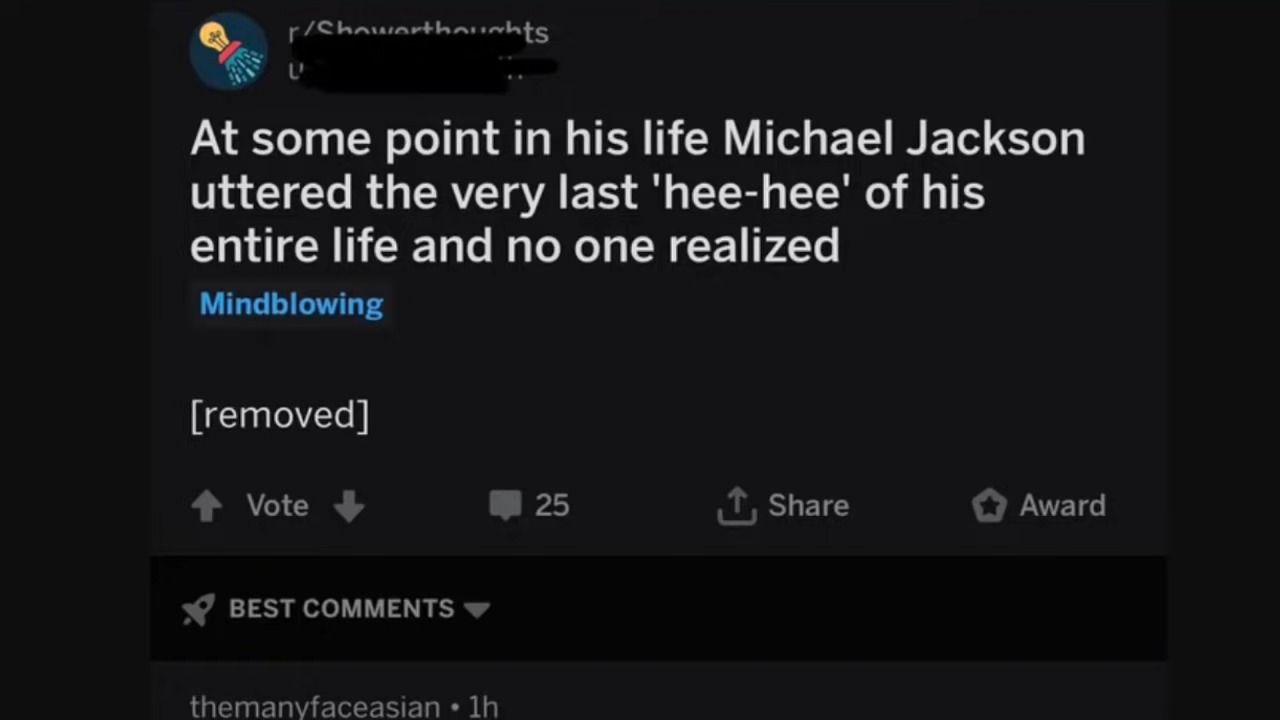 r/Showerthoughts
At some point in his life Michael Jackson
uttered the very last 'hee-hee' of his
entire life and no one realized
Mindblowing
[removed]
Vote 25 Share Award
BEST COMMENTS
themanyfaceasian • 1h